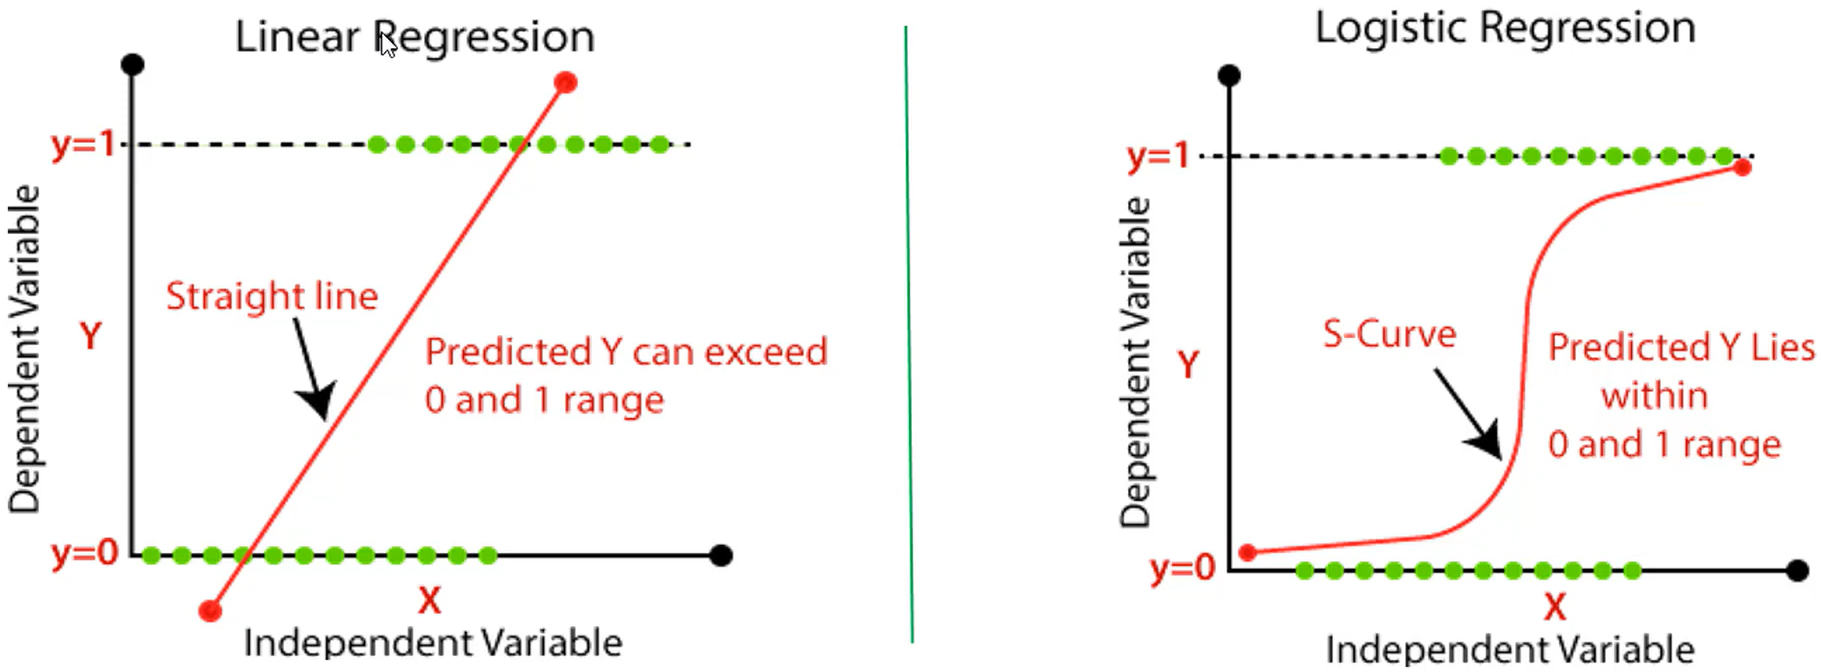 Linear Regression
y=1
Dependent Variable
Y
Straight line
Predicted Y can exceed
0 and 1 range
y=0
X
Independent Variable
Logistic Regression
y=1
Dependent Variable
Y
S-Curve
Predicted Y Lies
within
0 and 1 range
y=0
X
Independent Variable